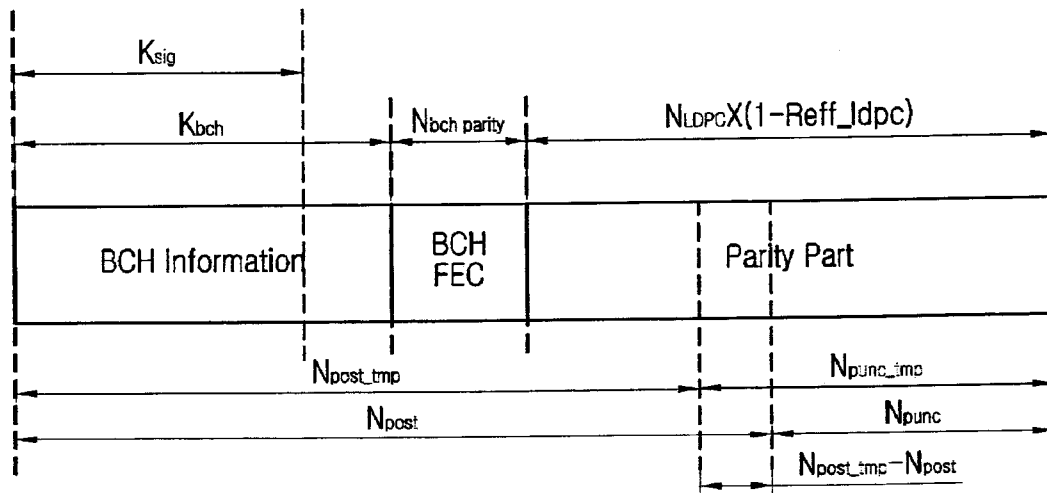 Ksig
Kbch
Nbch parity
NLDPCX(1-Reff_ldpc)
BCH Information
BCH
FEC
Parity Part
Npost_tmp
Npunc_tmp
Npost
Npunc
Npost_tmp-Npost